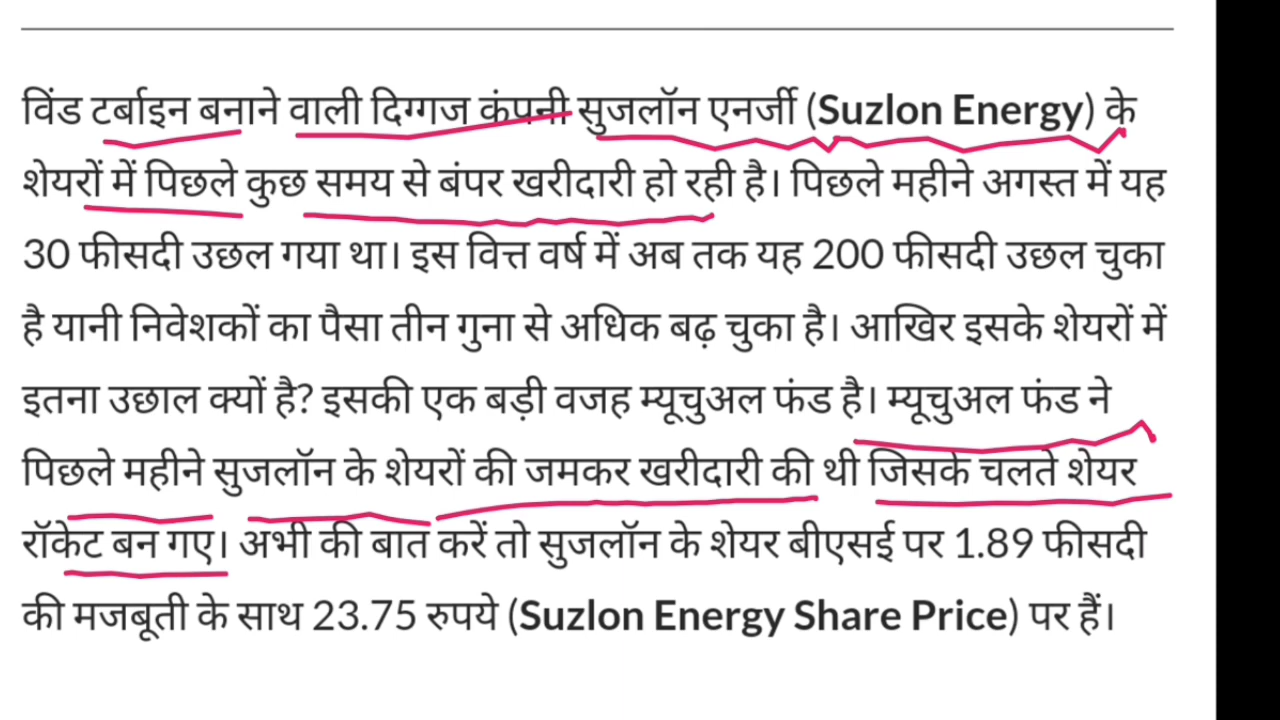 विंड टर्बाइन बनाने वाली दिग्गज कंपनी सुजलॉन एनर्जी (Suzlon Energy) के
शेयरों में पिछले कुछ समय से बंपर खरीदारी हो रही है। पिछले महीने अगस्त में यह
30 फीसदी उछल गया था। इस वित्त वर्ष में अब तक यह 200 फीसदी उछल चुका
है यानी निवेशकों का पैसा तीन गुना से अधिक बढ़ चुका है। आखिर इसके शेयरों में
इतना उछाल क्यों है? इसकी एक बड़ी वजह म्यूचुअल फंड है। म्यूचुअल फंड ने
पिछले महीने सुजलॉन के शेयरों की जमकर खरीदारी की थी जिसके चलते शेयर
रॉकेट बन गए। अभी की बात करें तो सुजलॉन के शेयर बीएसई पर 1.89 फीसदी
की मजबूती के साथ 23.75 रुपये (Suzlon Energy Share Price) पर हैं।